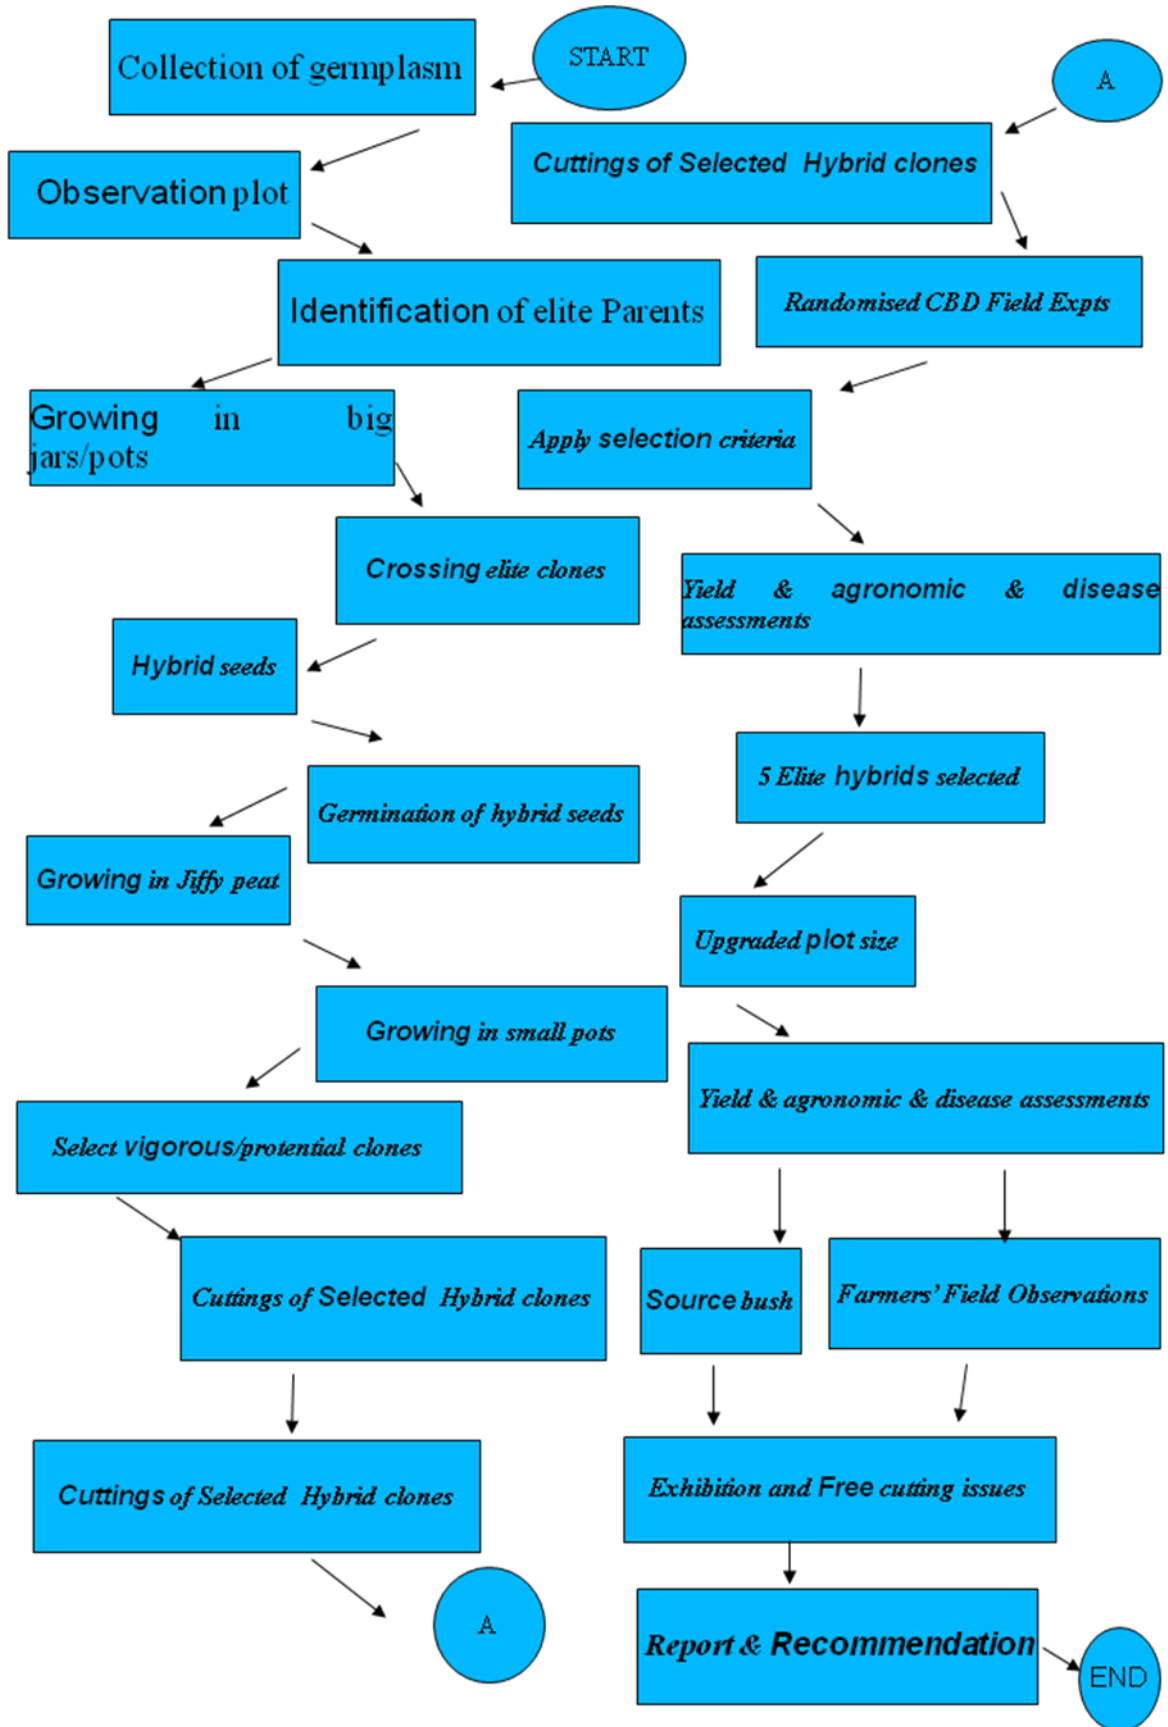 START
Collection of germplasm
Observation plot
Identification of elite Parents
Growing in big
jars/pots
Crossing elite clones
Hybrid seeds
Germination of hybrid seeds
Growing in Jiffy peat
Growing in small pots
Select vigorous/protential clones
Cuttings of Selected Hybrid clones
Cuttings of Selected Hybrid clones
A
A
Cuttings of Selected Hybrid clones
Randomised CBD Field Expts
Apply selection criteria
Yield & agronomic & disease
assessments
5 Elite hybrids selected
Upgraded plot size
Yield & agronomic & disease assessments
Source bush
Farmers' Field Observations
Exhibition and Free cutting issues
Report & Recommendation
END